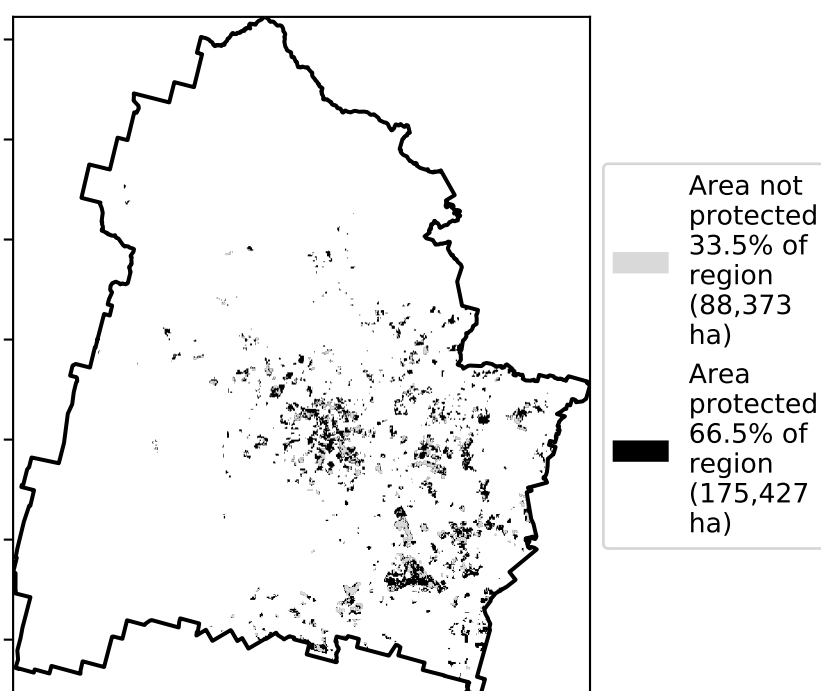 Area not
protected
33.5% of
region
(88,373
ha)
Area
protected
66.5% of
region
(175,427
ha)